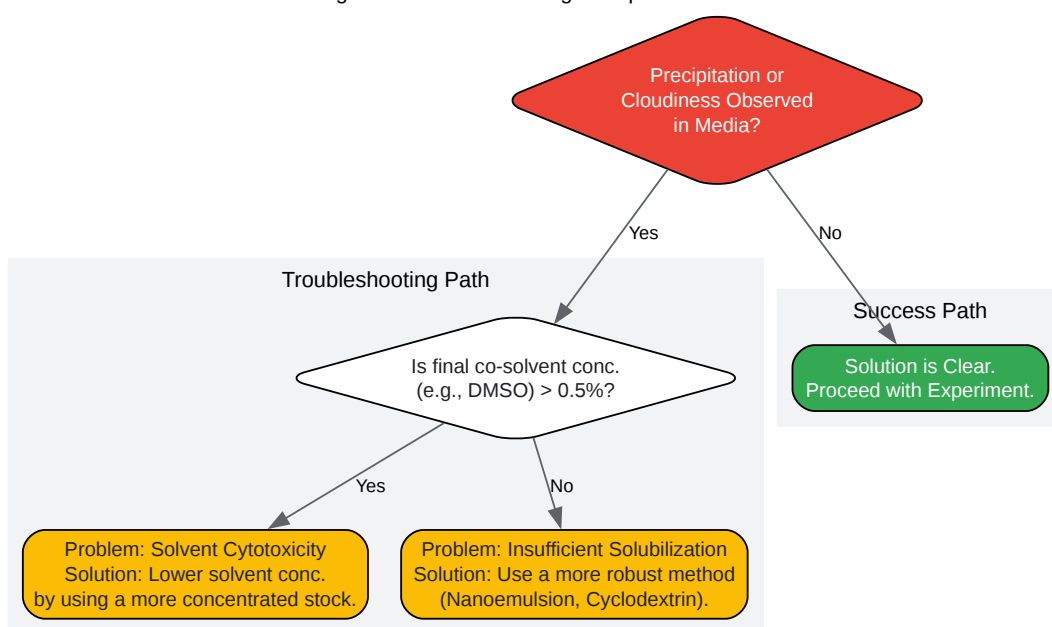 Precipitation or
Cloudiness Observed
in Media?
Yes
No
Troubleshooting Path
Success Path
Is final co-solvent conc.
(e.g., DMSO) > 0.5%?
Solution is Clear.
Proceed with Experiment.
Yes
No
Problem: Solvent Cytotoxicity
Solution: Lower solvent conc.
by using a more concentrated stock.
Problem: Insufficient Solubilization
Solution: Use a more robust method
(Nanoemulsion, Cyclodextrin).